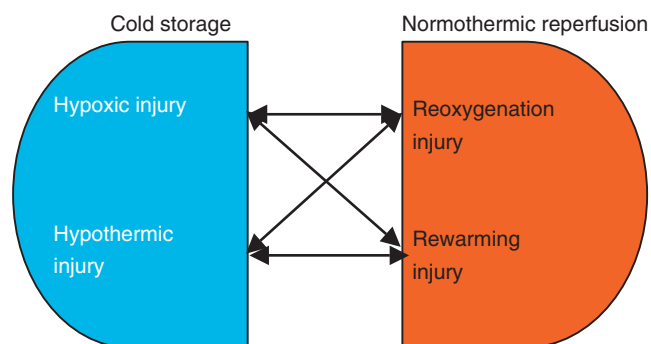 Cold storage
Normothermic reperfusion
Hypoxic injury
Reoxygenation
injury
Hypothermic
injury
Rewarming
injury